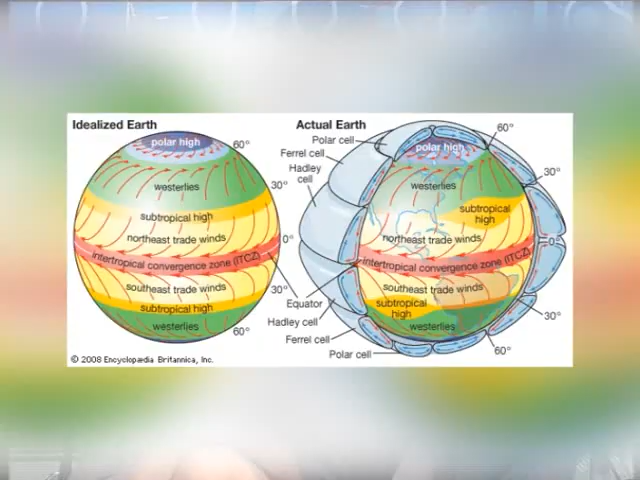 Idealized Earth
polar high
60°
westerlies
30°
subtropical high
northeast trade winds
0°
intertropical convergence zone (ITCZ)
southeast trade winds
30°
subtropical high
westerlies
60°
© 2008 Encyclopædia Britannica, Inc.
Actual Earth
Polar cell
Ferrel cell
Hadley
cell
60°
polar high
30°
westerlies
subtropical
high
northeast trade winds
0°
intertropical convergence zone (ITCZ)
southeast trade winds
Equator
subtropical
high
30°
Hadley cell
westerlies
Ferrel cell
60°
Polar cell